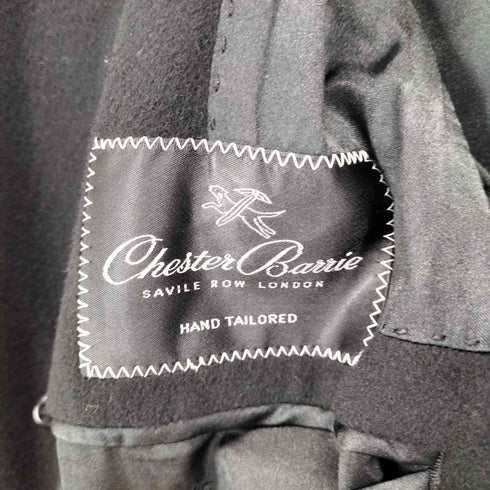 Chester Barrie
SAVILE ROW LONDON
HAND TAILORED